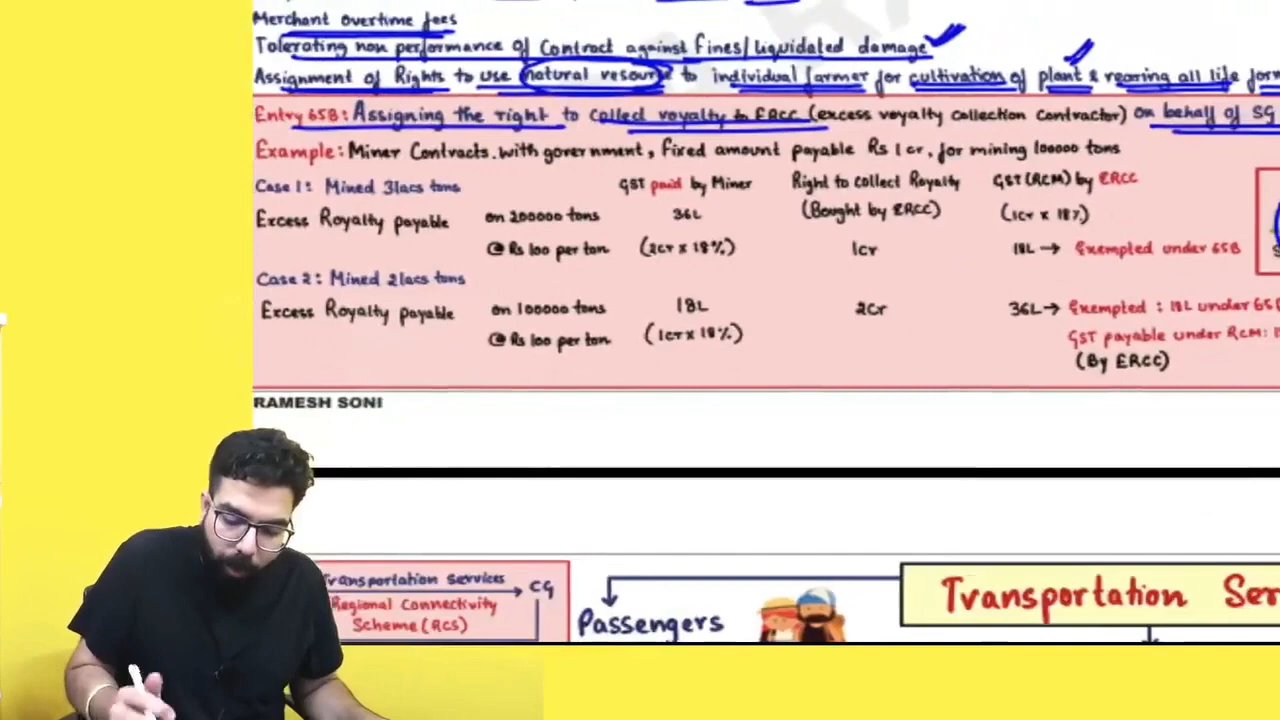 Merchant overtime fees
Tolerating non performance of Contract against fines/liquidated damage
Assignment of Rights to use natural resour to individual farmer for cultivation of plant & rearing all life form
Entry 65B: Assigning the right to collect royalty to ERCC (excess royalty collection contractor) on behalf of SG
Example: Miner Contracts with government, fixed amount payable Rs 1 cr, for mining 100000 tons
Case 1: Mined 3lacs tons GST paid by Miner Right to collect Royalty GST (RCM) by ERCC
Excess Royalty payable on 200000 tons 36L (Bought by ERCC) (1cr x 18%)
@ Rs 100 per ton (2cr x 18%) 1cr 18L → Exempted under 65B
Case 2: Mined 2lacs tons
Excess Royalty payable on 100000 tons 18L 2Cr 36L → Exempted : 18L under 65
@ Rs 100 per ton (1cr x 18%) GST payable under RCM:
(By ERCC)
RAMESH SONI
Transportation Services CG
Regional Connectivity
Scheme (RCS)
Passengers
Transportation Ser